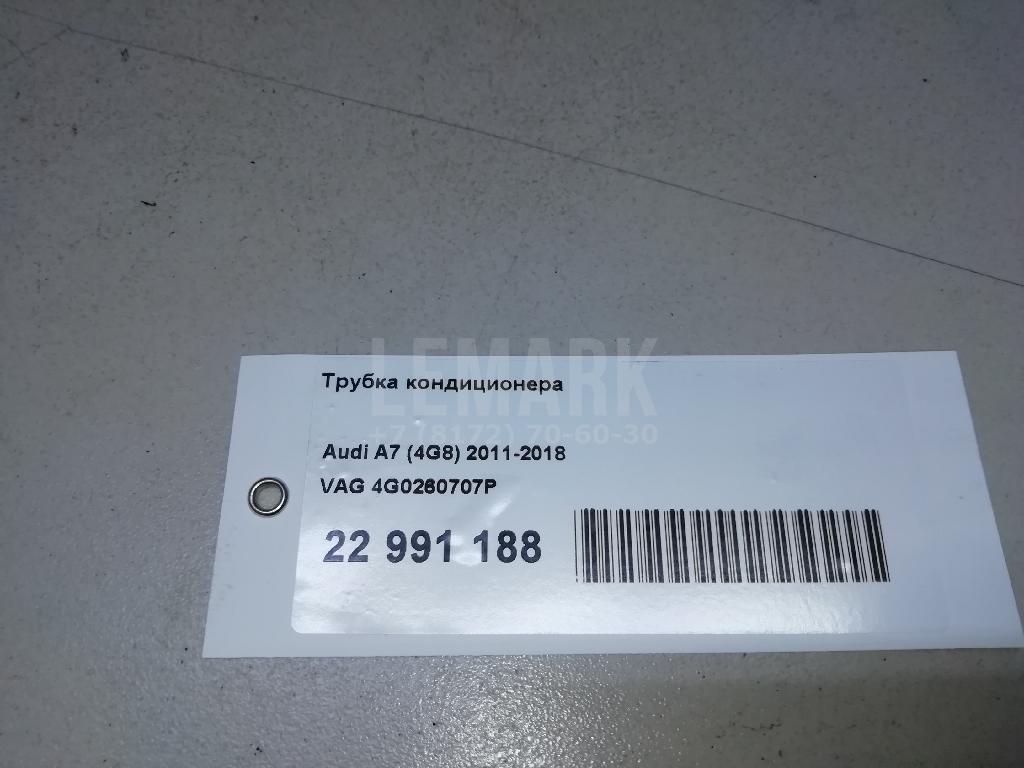 Трубка кондиционера
LEMARK
+7 (8172) 70-60-30
Audi A7 (4G8) 2011-2018
VAG 4G0260707P
22 991 188